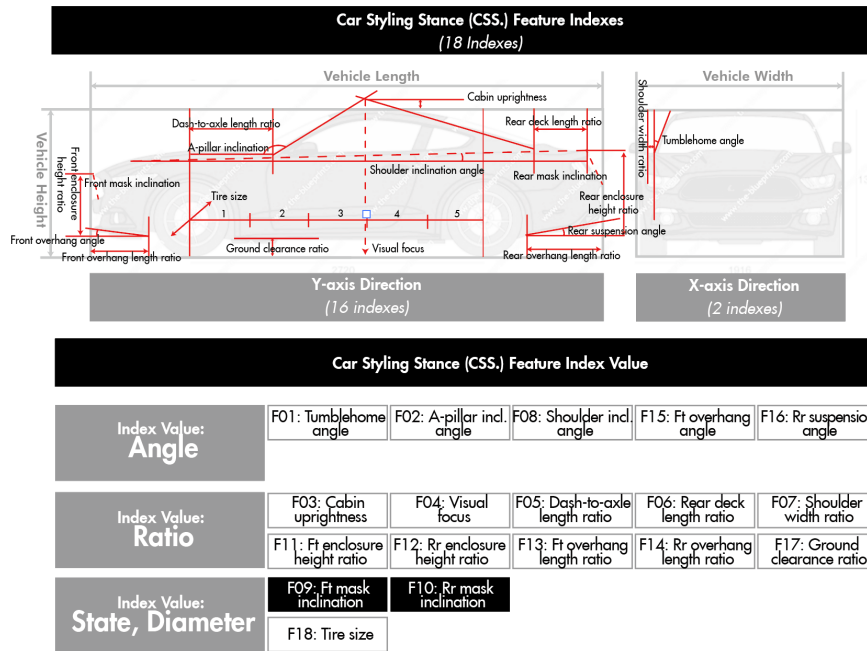 Car Styling Stance (CSS.) Feature Indexes
(18 Indexes)
Vehicle Length
Vehicle Width
Vehicle Height
Cabin uprightness
Dash-to-axle length ratio
Rear deck length ratio
Shoulder width ratio
Tumblehome angle
A-pillar inclination
Front enclosure
height ratio
Shoulder inclination angle
Rear mask inclination
Front mask inclination
Rear enclosure
height ratio
Tire size
1
2
3
4
5
Front overhang angle
Ground clearance ratio
Visual focus
Rear suspension angle
Front overhang length ratio
Rear overhang length ratio
Y-axis Direction
(16 indexes)
X-axis Direction
(2 indexes)
Car Styling Stance (CSS.) Feature Index Value
Index Value:
Angle
F01: Tumblehome
angle
F02: A-pillar incl.
angle
F08: Shoulder incl.
angle
F15: Ft overhang
angle
F16: Rr suspensio
angle
Index Value:
Ratio
F03: Cabin
uprightness
F04: Visual
focus
F05: Dash-to-axle
length ratio
F06: Rear deck
length ratio
F07: Shoulder
width ratio
F11: Ft enclosure
height ratio
F12: Rr enclosure
height ratio
F13: Ft overhang
length ratio
F14: Rr overhang
length ratio
F17: Ground
clearance ratio
Index Value:
State, Diameter
F09: Ft mask
inclination
F10: Rr mask
inclination
F18: Tire size